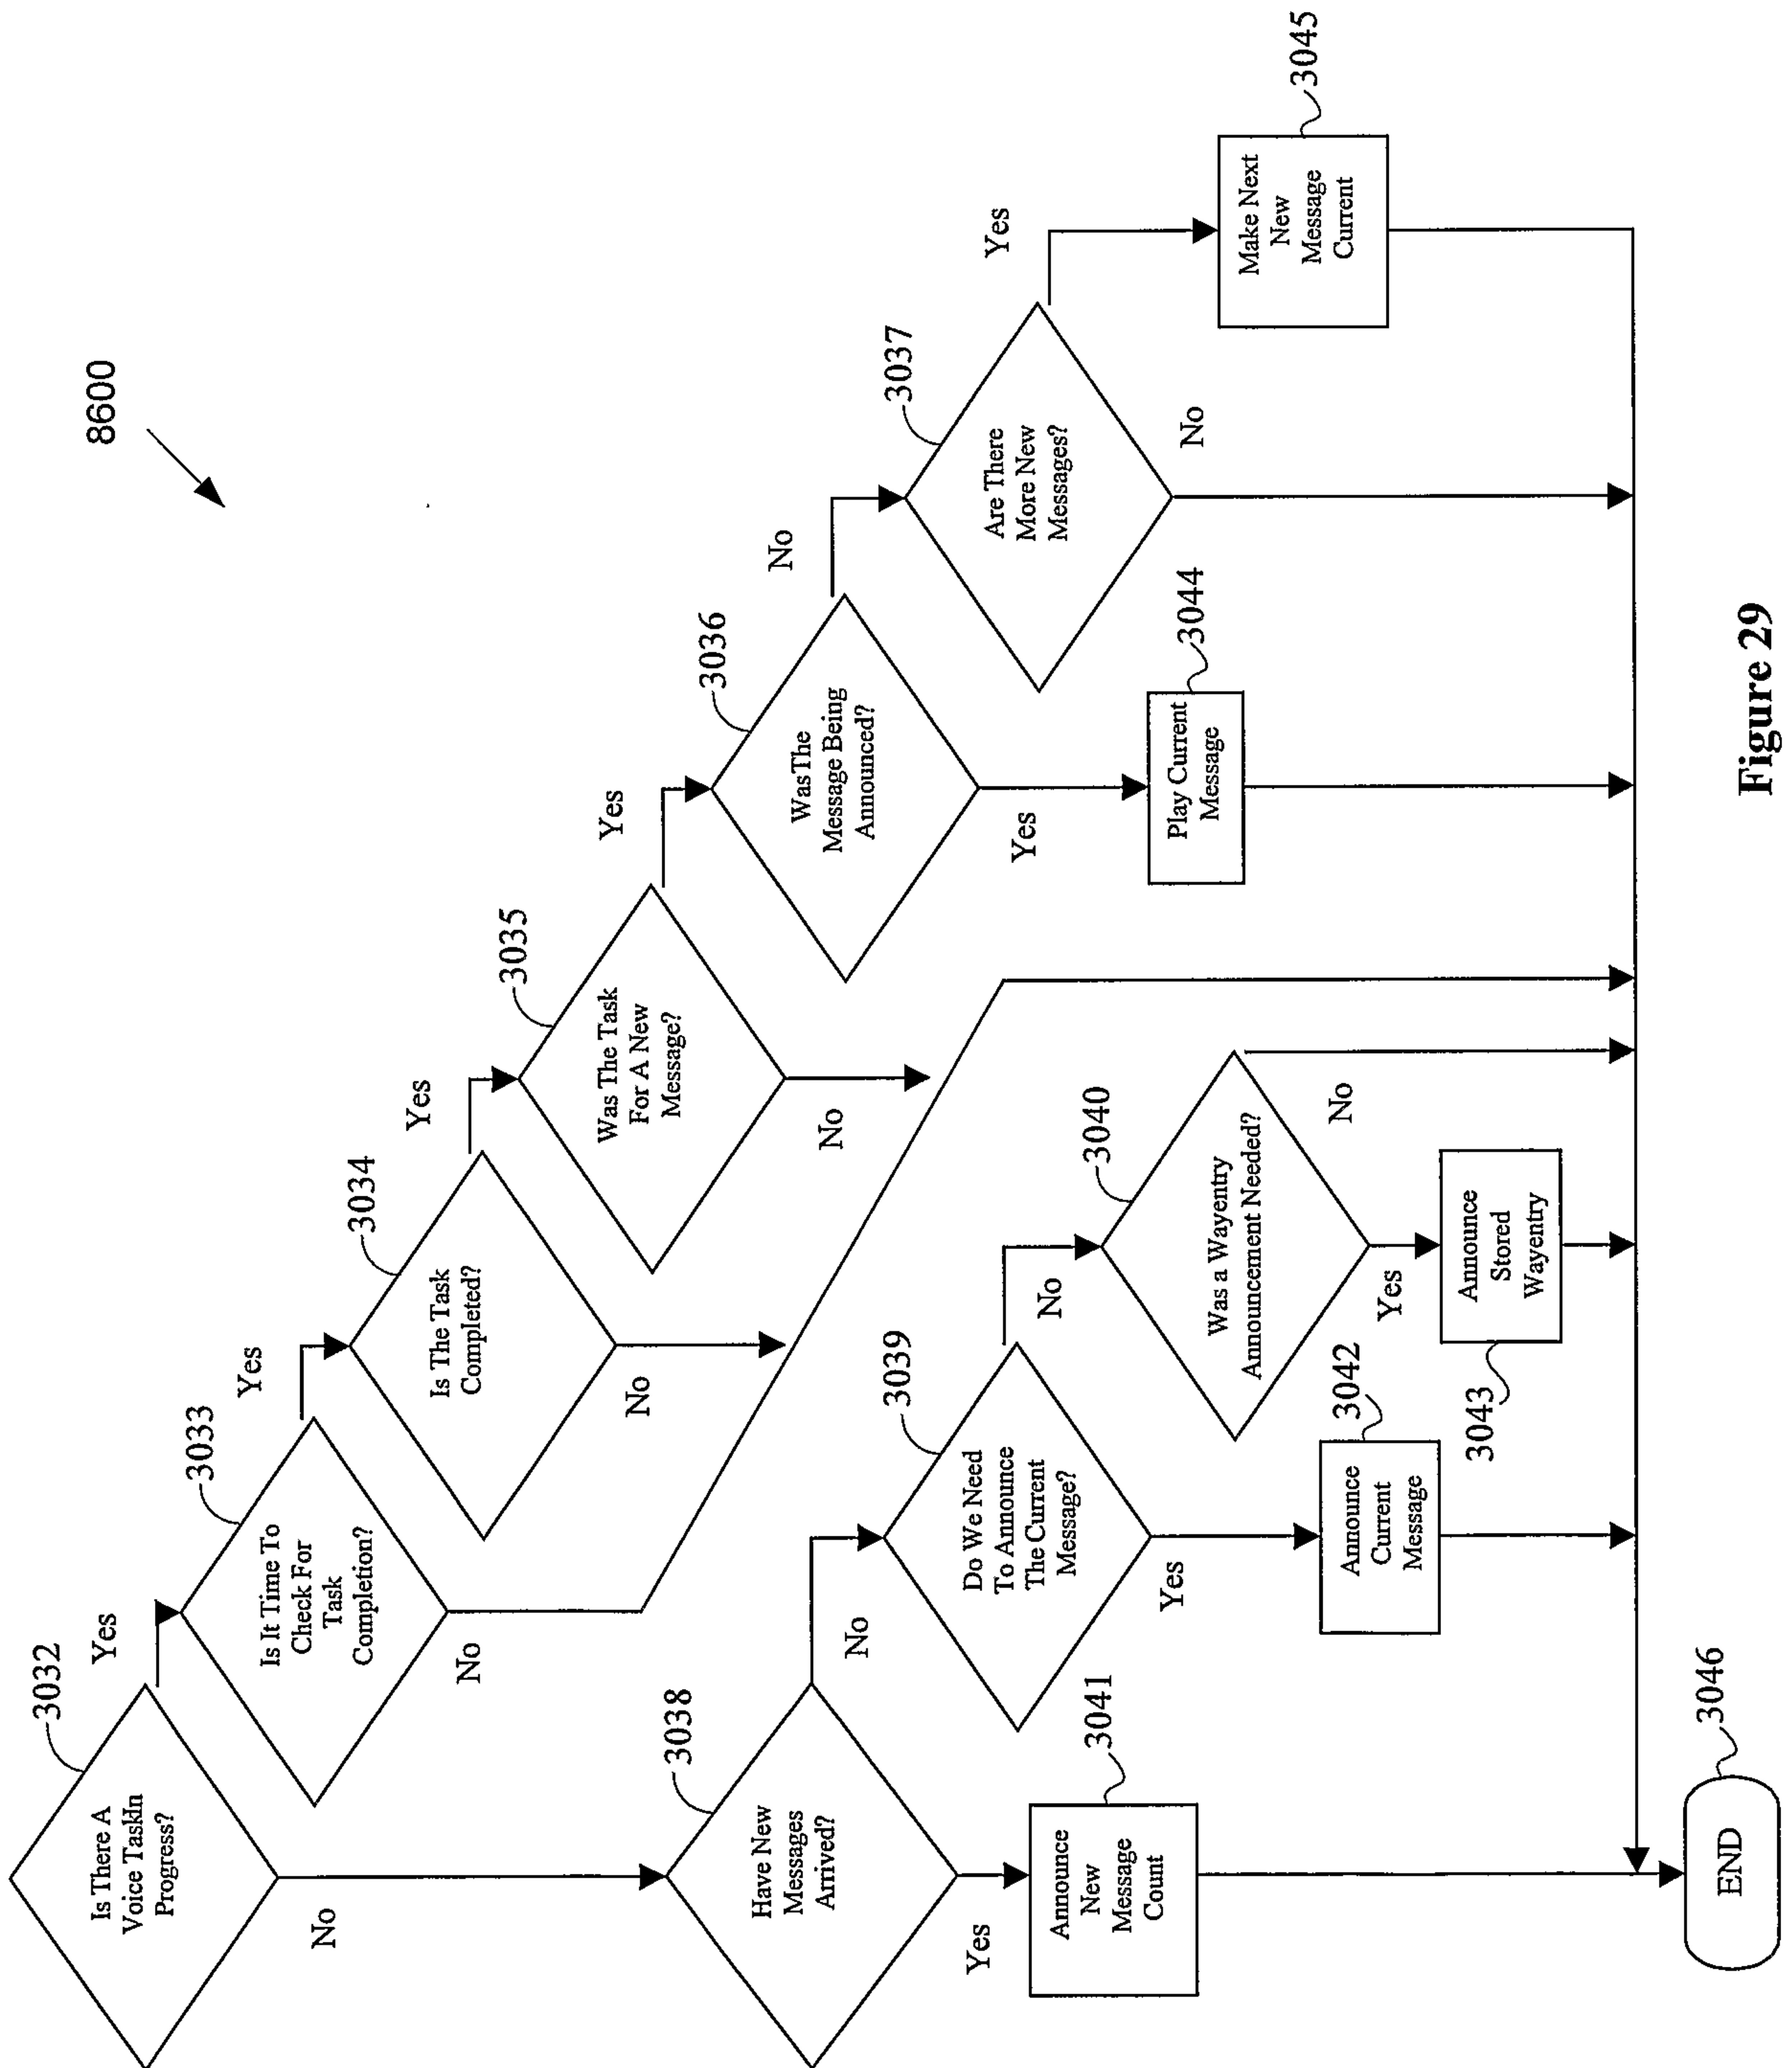 8600
3032
Is There A
Voice TaskIn
Progress?
Yes
No
3033
Is It Time To
Check For
Task
Completion?
Yes
No
3034
Is The Task
Completed?
Yes
No
3035
Was The Task
For A New
Message?
Yes
No
3036
WasThe
Message Being
Announced?
No
Yes
3037
Are There
More New
Messages?
Yes
No
3038
Have New
Messages
Arrived?
No
Yes
3039
Do We Need
To Announce
The Current
Message?
No
Yes
3040
Was a Wayentry
Announcement Needed?
No
Yes
3041
Announce
New
Message
Count
3042
Announce
Current
Message
3043
Announce
Stored
Wayentry
3044
Play Current
Message
3045
Make Next
New
Message
Current
3046
END
Figure 29